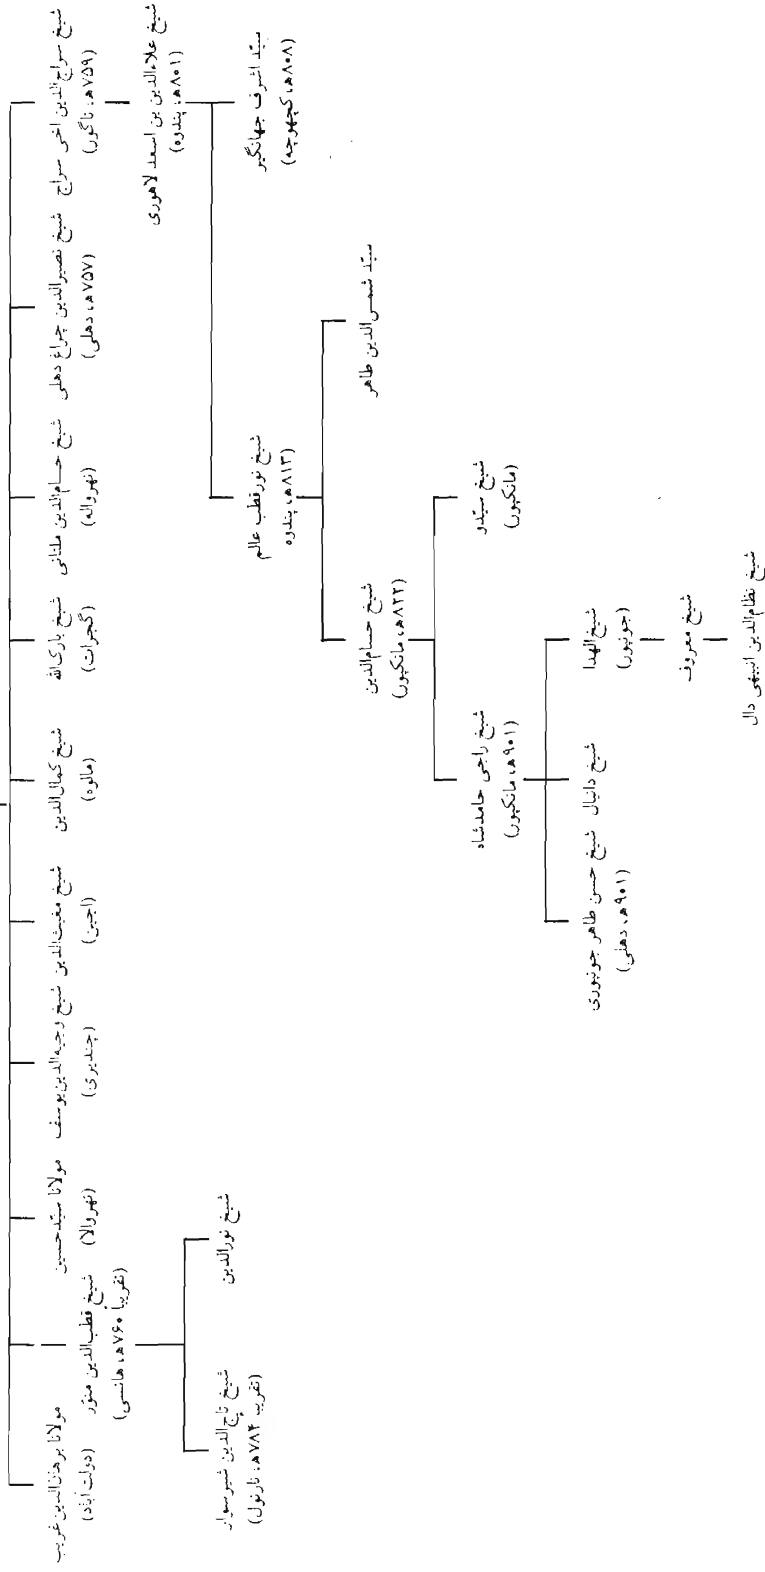 شیخ سراج‌الدین اخی سراج
(۷۵۹ه‍، ناگور)
شیخ نصیرالدین چراغ دهلی
(۷۵۷ه‍، دهلی)
شیخ حسام‌الدین ملتانی
(نهرواله)
شیخ بارک‌الله
(گجرات)
شیخ کمال‌الدین
(مالوه)
شیخ مغیث‌الدین
(اجین)
شیخ وجیه‌الدین یوسف
(چندیری)
مولانا سیّدحسین
(نهروالا)
شیخ قطب‌الدین منوّر
(تقریباً ۷۶۰ه‍، هانسی)
مولانا برهان‌الدین غریب
(دولت آباد)
شیخ علاءالدین بن اسعد لاهوری
(۸۰۱ه‍، پندوه)
شیخ نورالدین
شیخ تاج‌الدین شیرسوار
(تقریب ۷۸۴ه‍، نارنول)
سیّد اشرف جهانگیر
(۸۰۸ه‍، کچهوچه)
شیخ نورقطب عالم
۸۱۳ه‍، پندوه
سیّد شمس‌الدین طاهر
شیخ حسام‌الدین
(۸۲۲ه‍، مانکپور)
شیخ سیّدو
(مانکپور)
شیخ راجی حامدشاه
(۹۰۱ه‍، مانکپور)
شیخ الهدا
(جونپور)
شیخ دانیال
شیخ حسن طاهر جونپوری
(۹۰۱ه‍، دهلی)
شیخ معروف
شیخ نظام‌الدین انبیهی دال